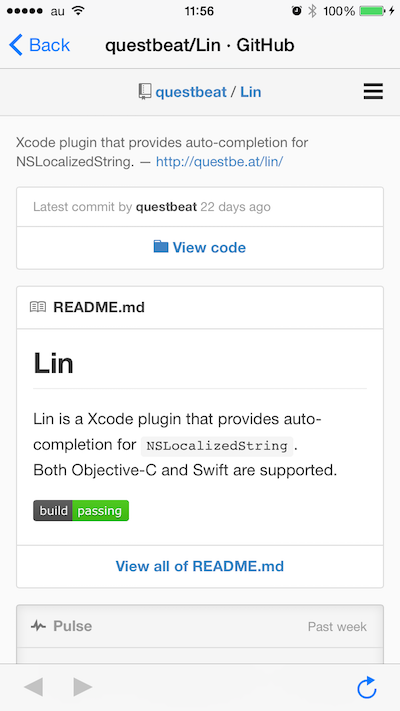 au 11:56 100%
Back questbeat/Lin · GitHub
questbeat / Lin
Xcode plugin that provides auto-completion for
NSLocalizedString. — http://questbe.at/lin/
Latest commit by questbeat 22 days ago
View code
README.md
Lin
Lin is a Xcode plugin that provides auto-
completion for NSLocalizedString.
Both Objective-C and Swift are supported.
build passing
View all of README.md
Pulse Past week